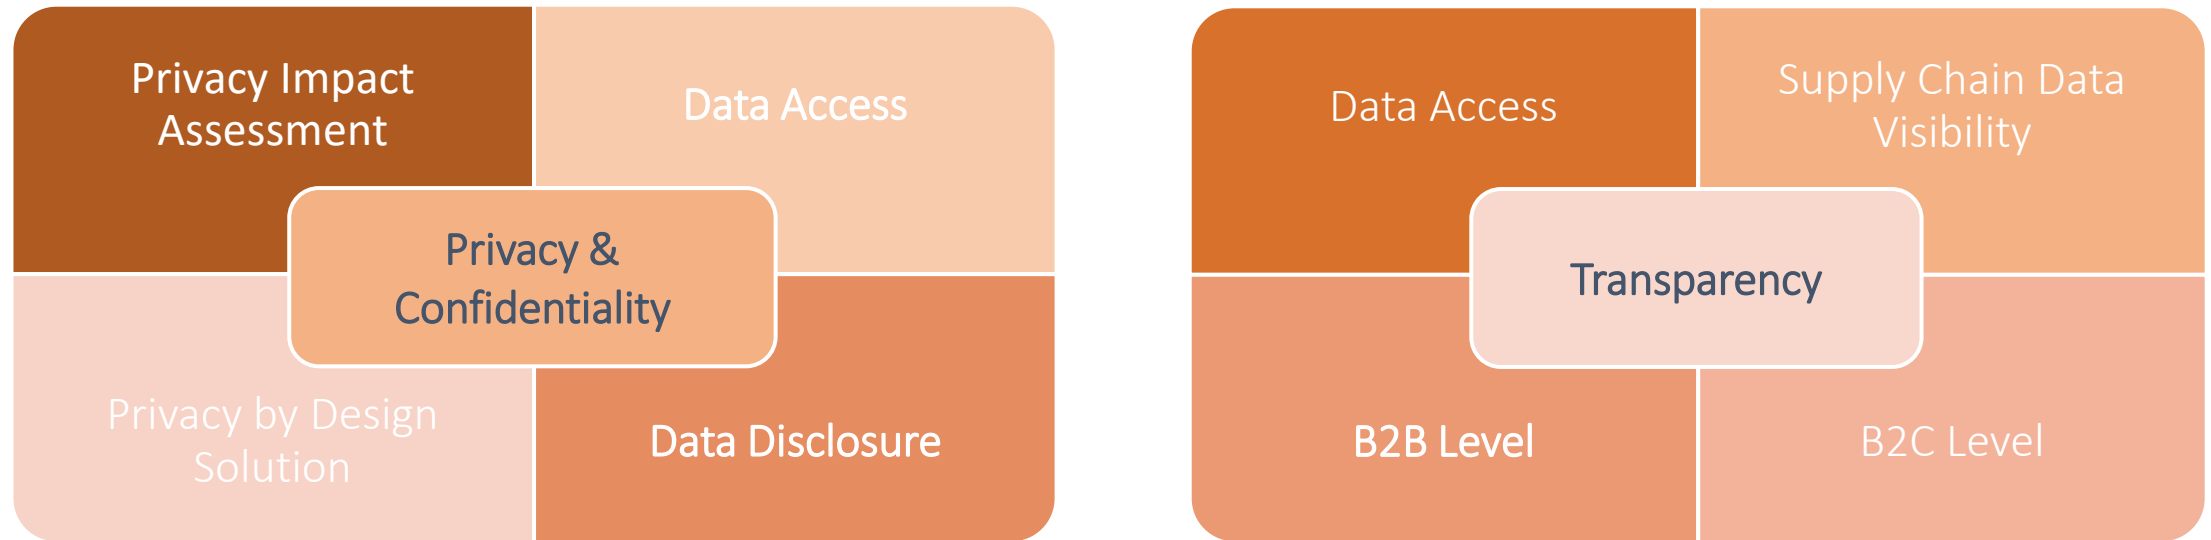 Privacy Impact
Assessment
Data Access
Privacy &
Confidentiality
Privacy by Design
Solution
Data Disclosure
Data Access
Supply Chain Data
Visibility
Transparency
B2B Level
B2C Level